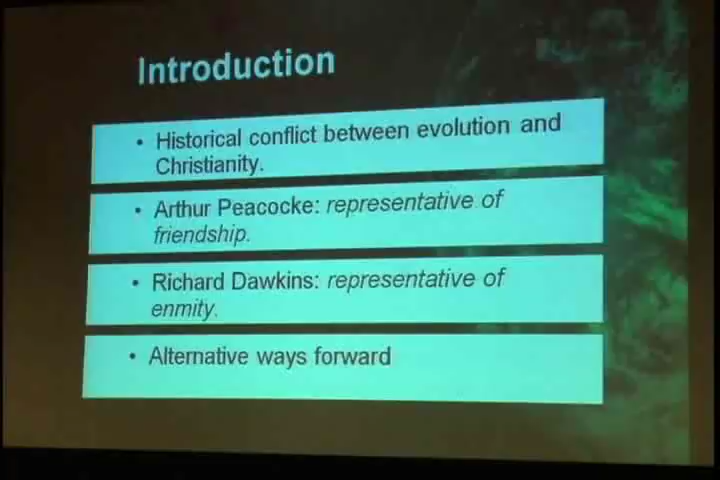 Introduction
• Historical conflict between evolution and
Christianity.
• Arthur Peacocke: representative of
friendship.
• Richard Dawkins: representative of
enmity.
• Alternative ways forward